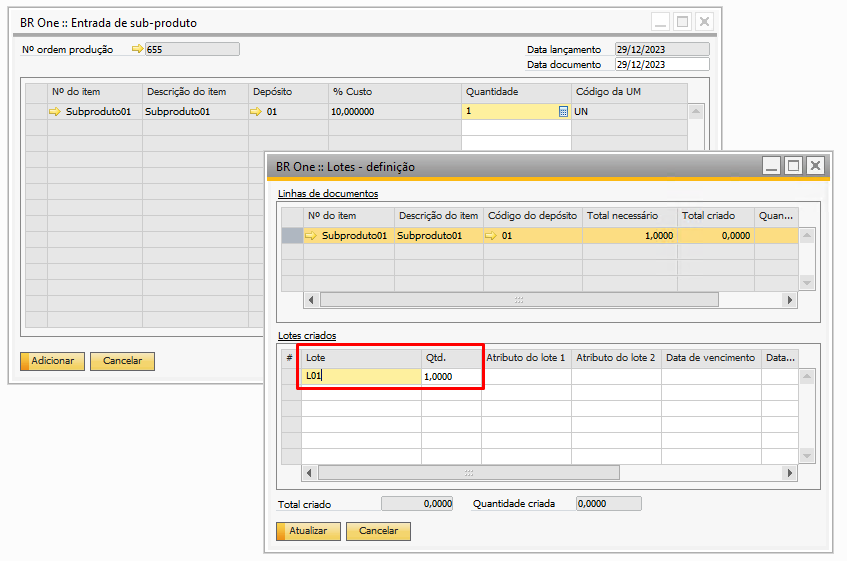 BR One :: Entrada de sub-produto
Nº ordem produção 655
Data lançamento 29/12/2023
Data documento 29/12/2023
Nº do item Descrição do item Depósito % Custo Quantidade Código da UM
Subproduto01 Subproduto01 01 10,000000 1 UN
BR One :: Lotes - definição
Linhas de documentos
Nº do item Descrição do item Código do depósito Total necessário Total criado Quan...
Subproduto01 Subproduto01 01 1,0000 0,0000
Lotes criados
# Lote Qtd. Atributo do lote 1 Atributo do lote 2 Data de vencimento Data...
L01 1,0000
Adicionar Cancelar
Total criado 0,0000 Quantidade criada 0,0000
Atualizar Cancelar